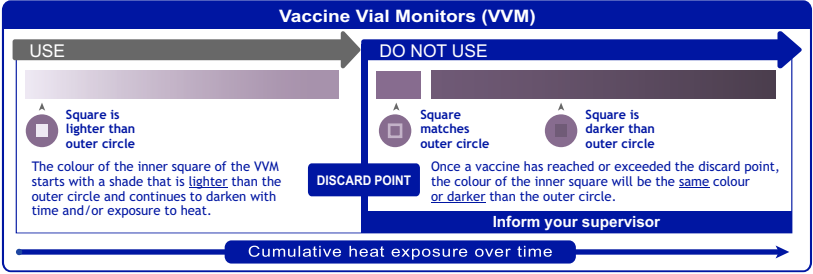 Vaccine Vial Monitors (VVM)
USE
Square is
lighter than
outer circle
The colour of the inner square of the VVM
starts with a shade that is lighter than the
outer circle and continues to darken with
time and/or exposure to heat.
DISCARD POINT
DO NOT USE
Square
matches
outer circle
Square is
darker than
outer circle
Once a vaccine has reached or exceeded the discard point,
the colour of the inner square will be the same colour
or darker than the outer circle.
Inform your supervisor
Cumulative heat exposure over time